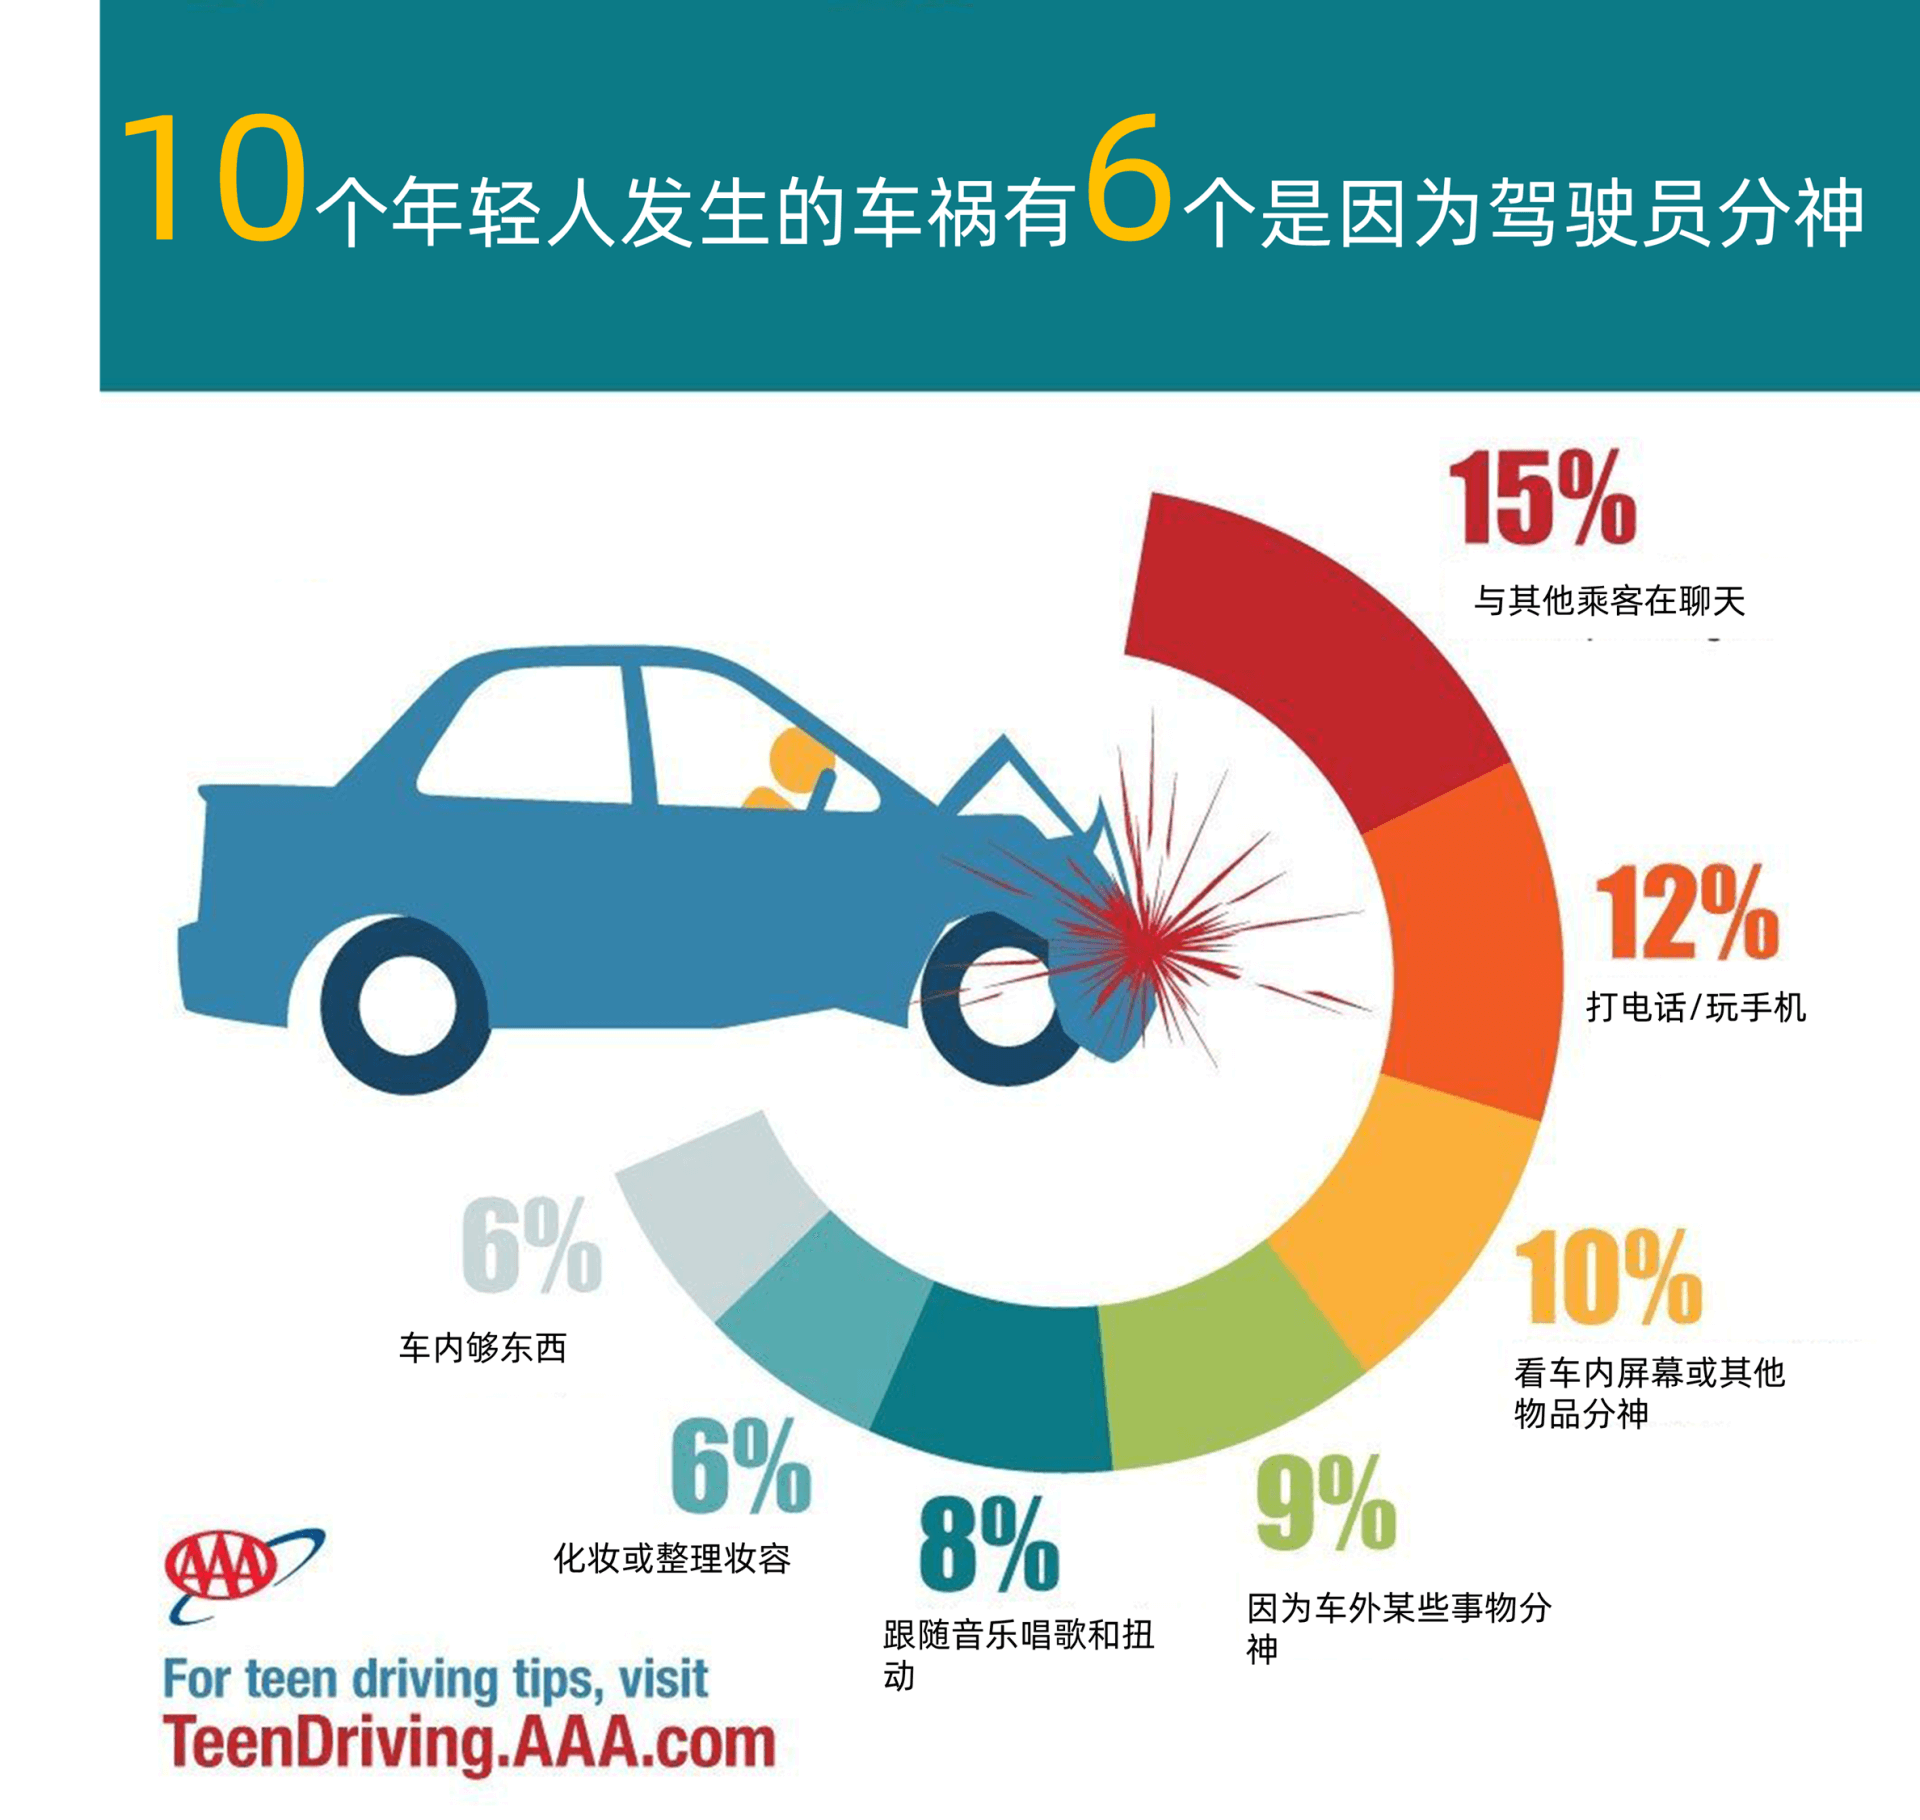 10个年轻人发生的车祸有6个是因为驾驶员分神
15%
与其他乘客在聊天
12%
打电话/玩手机
10%
看车内屏幕或其他
物品分神
9%
因为车外某些事物分
神
8%
跟随音乐唱歌和扭
动
6%
化妆或整理妆容
6%
车内够东西
AAA
For teen driving tips, visit
TeenDriving.AAA.com